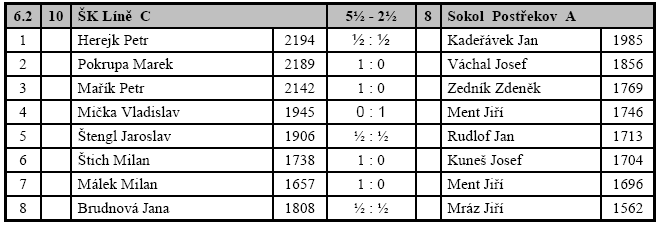 6.2 10 ŠK Líně C 5½ - 2½ 8 Sokol Postřekov A
1 Herejk Petr 2194 ½ : ½ Kadeřávek Jan 1985
2 Pokrupa Marek 2189 1 : 0 Váchal Josef 1856
3 Mařík Petr 2142 1 : 0 Zedník Zdeněk 1769
4 Mička Vladislav 1945 0 : 1 Ment Jiří 1746
5 Štengl Jaroslav 1906 ½ : ½ Rudlof Jan 1713
6 Štich Milan 1738 1 : 0 Kuneš Josef 1704
7 Málek Milan 1657 1 : 0 Ment Jiří 1696
8 Brudnová Jana 1808 ½ : ½ Mráz Jiří 1562